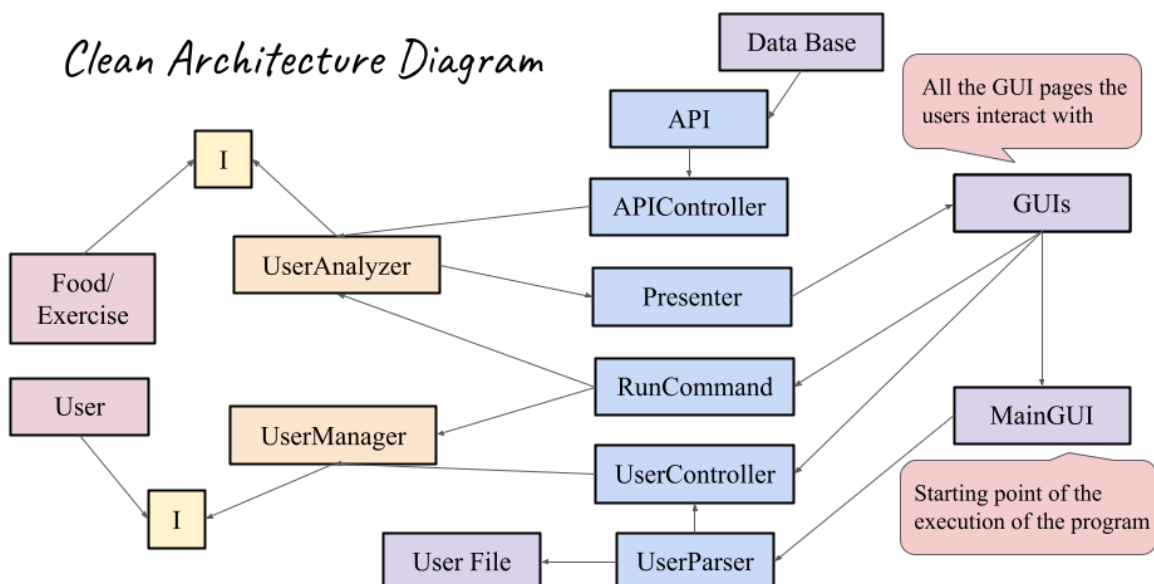 Clean Architecture Diagram
Data Base
All the GUI pages the
users interact with
API
I
APIController
GUIs
UserAnalyzer
Food/
Exercise
Presenter
RunCommand
User
MainGUI
UserManager
UserController
Starting point of the
execution of the program
I
User File
UserParser